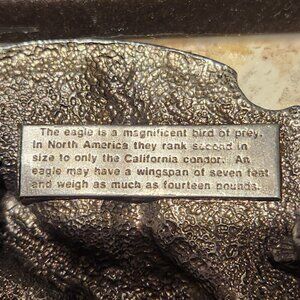 The eagle is a magnificent bird of prey.
In North America they rank second in
size to only the California condor. An
eagle may have a wingspan of seven feet
and weigh as much as fourteen pounds.